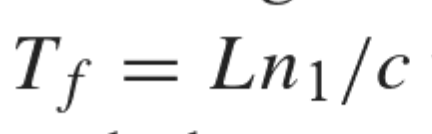 T_f = Ln_1/c